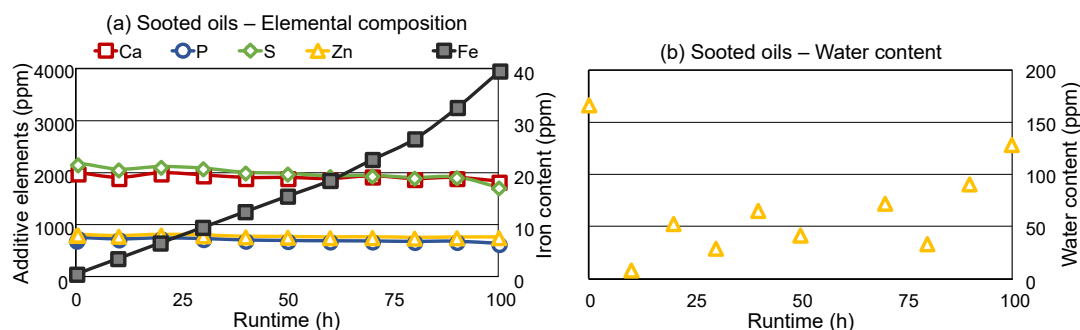 (a) Sooted oils – Elemental composition
Ca P S Zn Fe
Additive elements (ppm)
4000
3000
2000
1000
0
40
30
20
10
0
Iron content (ppm)
0 25 50 75 100
Runtime (h)
(b) Sooted oils – Water content
200
150
100
50
0
Water content (ppm)
0 25 50 75 100
Runtime (h)